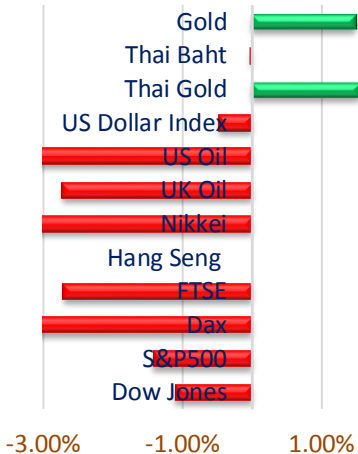 Gold
Thai Baht
Thai Gold
US Dollar Index
US Oil
UK Oil
Nikkei
Hang Seng
FTSE
Dax
S&P500
Dow Jones
-3.00% -1.00% 1.00%